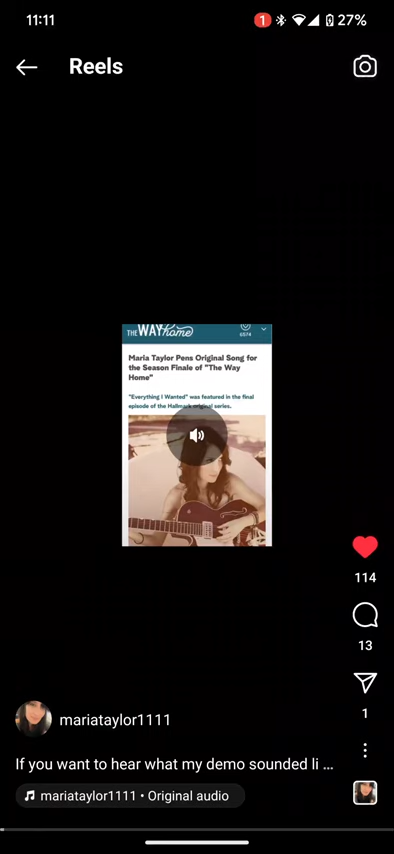 11:11
1
27%
Reels
THE WAY home
6574
Maria Taylor Pens Original Song for
the Season Finale of "The Way
Home"
"Everything I Wanted" was featured in the final
episode of the Hallmark original series.
114
13
1
mariataylor1111
If you want to hear what my demo sounded li ...
mariataylor1111 • Original audio